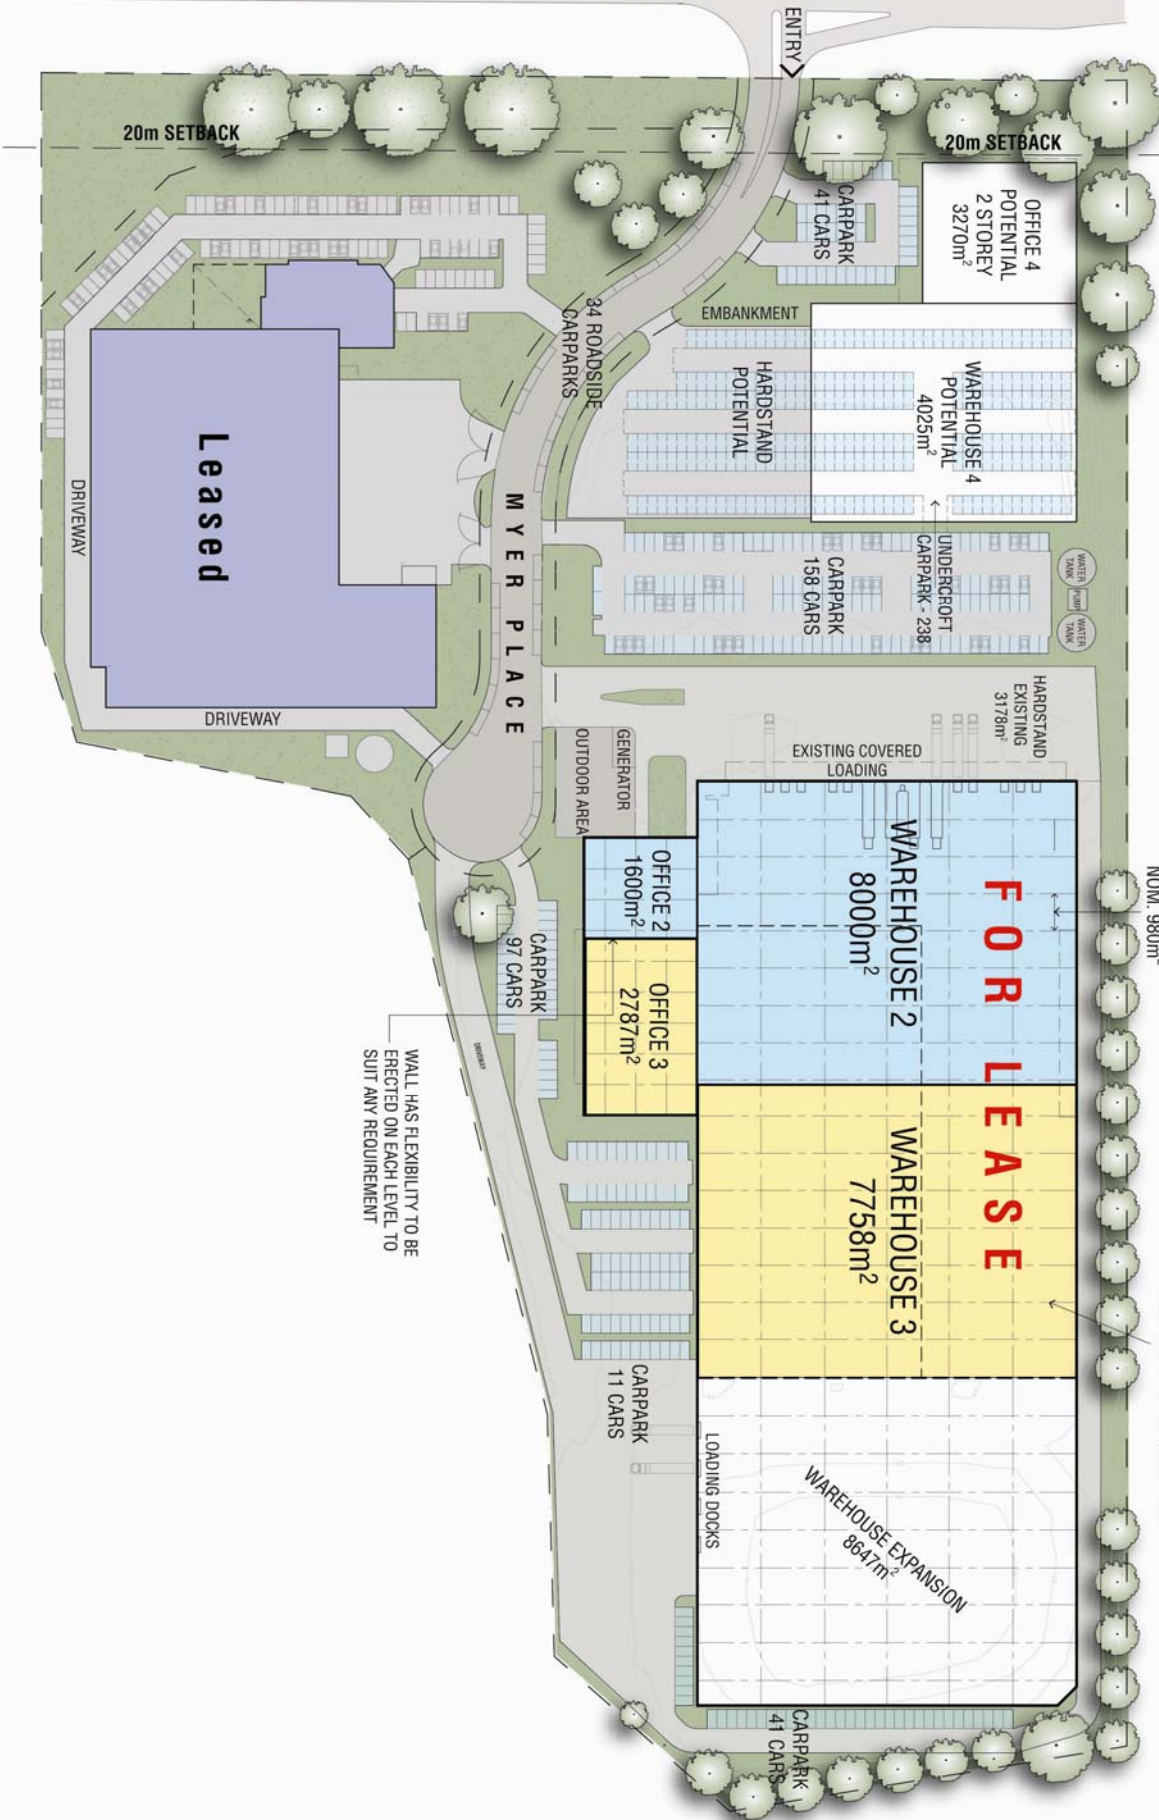 ENTRY
20m SETBACK
20m SETBACK
CARPARK
41 CARS
OFFICE 4
POTENTIAL
2 STOREY
3270m²
34 ROADSIDE
CARPARKS
EMBANKMENT
HARDSTAND
POTENTIAL
WAREHOUSE 4
POTENTIAL
4025m²
Leased
DRIVEWAY
DRIVEWAY
MYER PLACE
UNDERCROFT
CARPARK - 238
CARPARK
158 CARS
WATER
TANK
PUMP
WATER
TANK
HARDSTAND
EXISTING
3178m²
EXISTING COVERED
LOADING
GENERATOR
OUTDOOR AREA
NOM. 980m²
FOR LEASE
WAREHOUSE 2
8000m²
OFFICE 2
1600m²
OFFICE 3
2787m²
CARPARK
97 CARS
DRIVEWAY
WALL HAS FLEXIBILITY TO BE
ERECTED ON EACH LEVEL TO
SUIT ANY REQUIREMENT
WAREHOUSE 3
7758m²
CARPARK
11 CARS
LOADING DOCKS
WAREHOUSE EXPANSION
8647m²
CARPARK
41 CARS